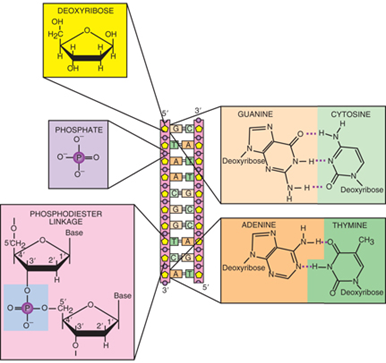 DEOXYRIBOSE
OH
H₂C
O
OH
H
H
H
H
OH
H
PHOSPHATE
O⁻
O⁻
P
O
O⁻
PHOSPHODIESTER
LINKAGE
O
5'CH₂
O
Base
4'
1'
3'
2'
O
O
P
O
5'
CH₂
O
Base
O⁻
4'
1'
3'
2'
O
5'
3'
G C
T A
A T
A T
C G
G C
T A
C G
A T
3'
5'
GUANINE
CYTOSINE
N
O
H
N
H
N
N
H
N
N
Deoxyribose
N
N
H
O
H
Deoxyribose
ADENINE
THYMINE
H
N
N
H
O
CH3
N
N
H
N
Deoxyribose
N
N
O
Deoxyribose